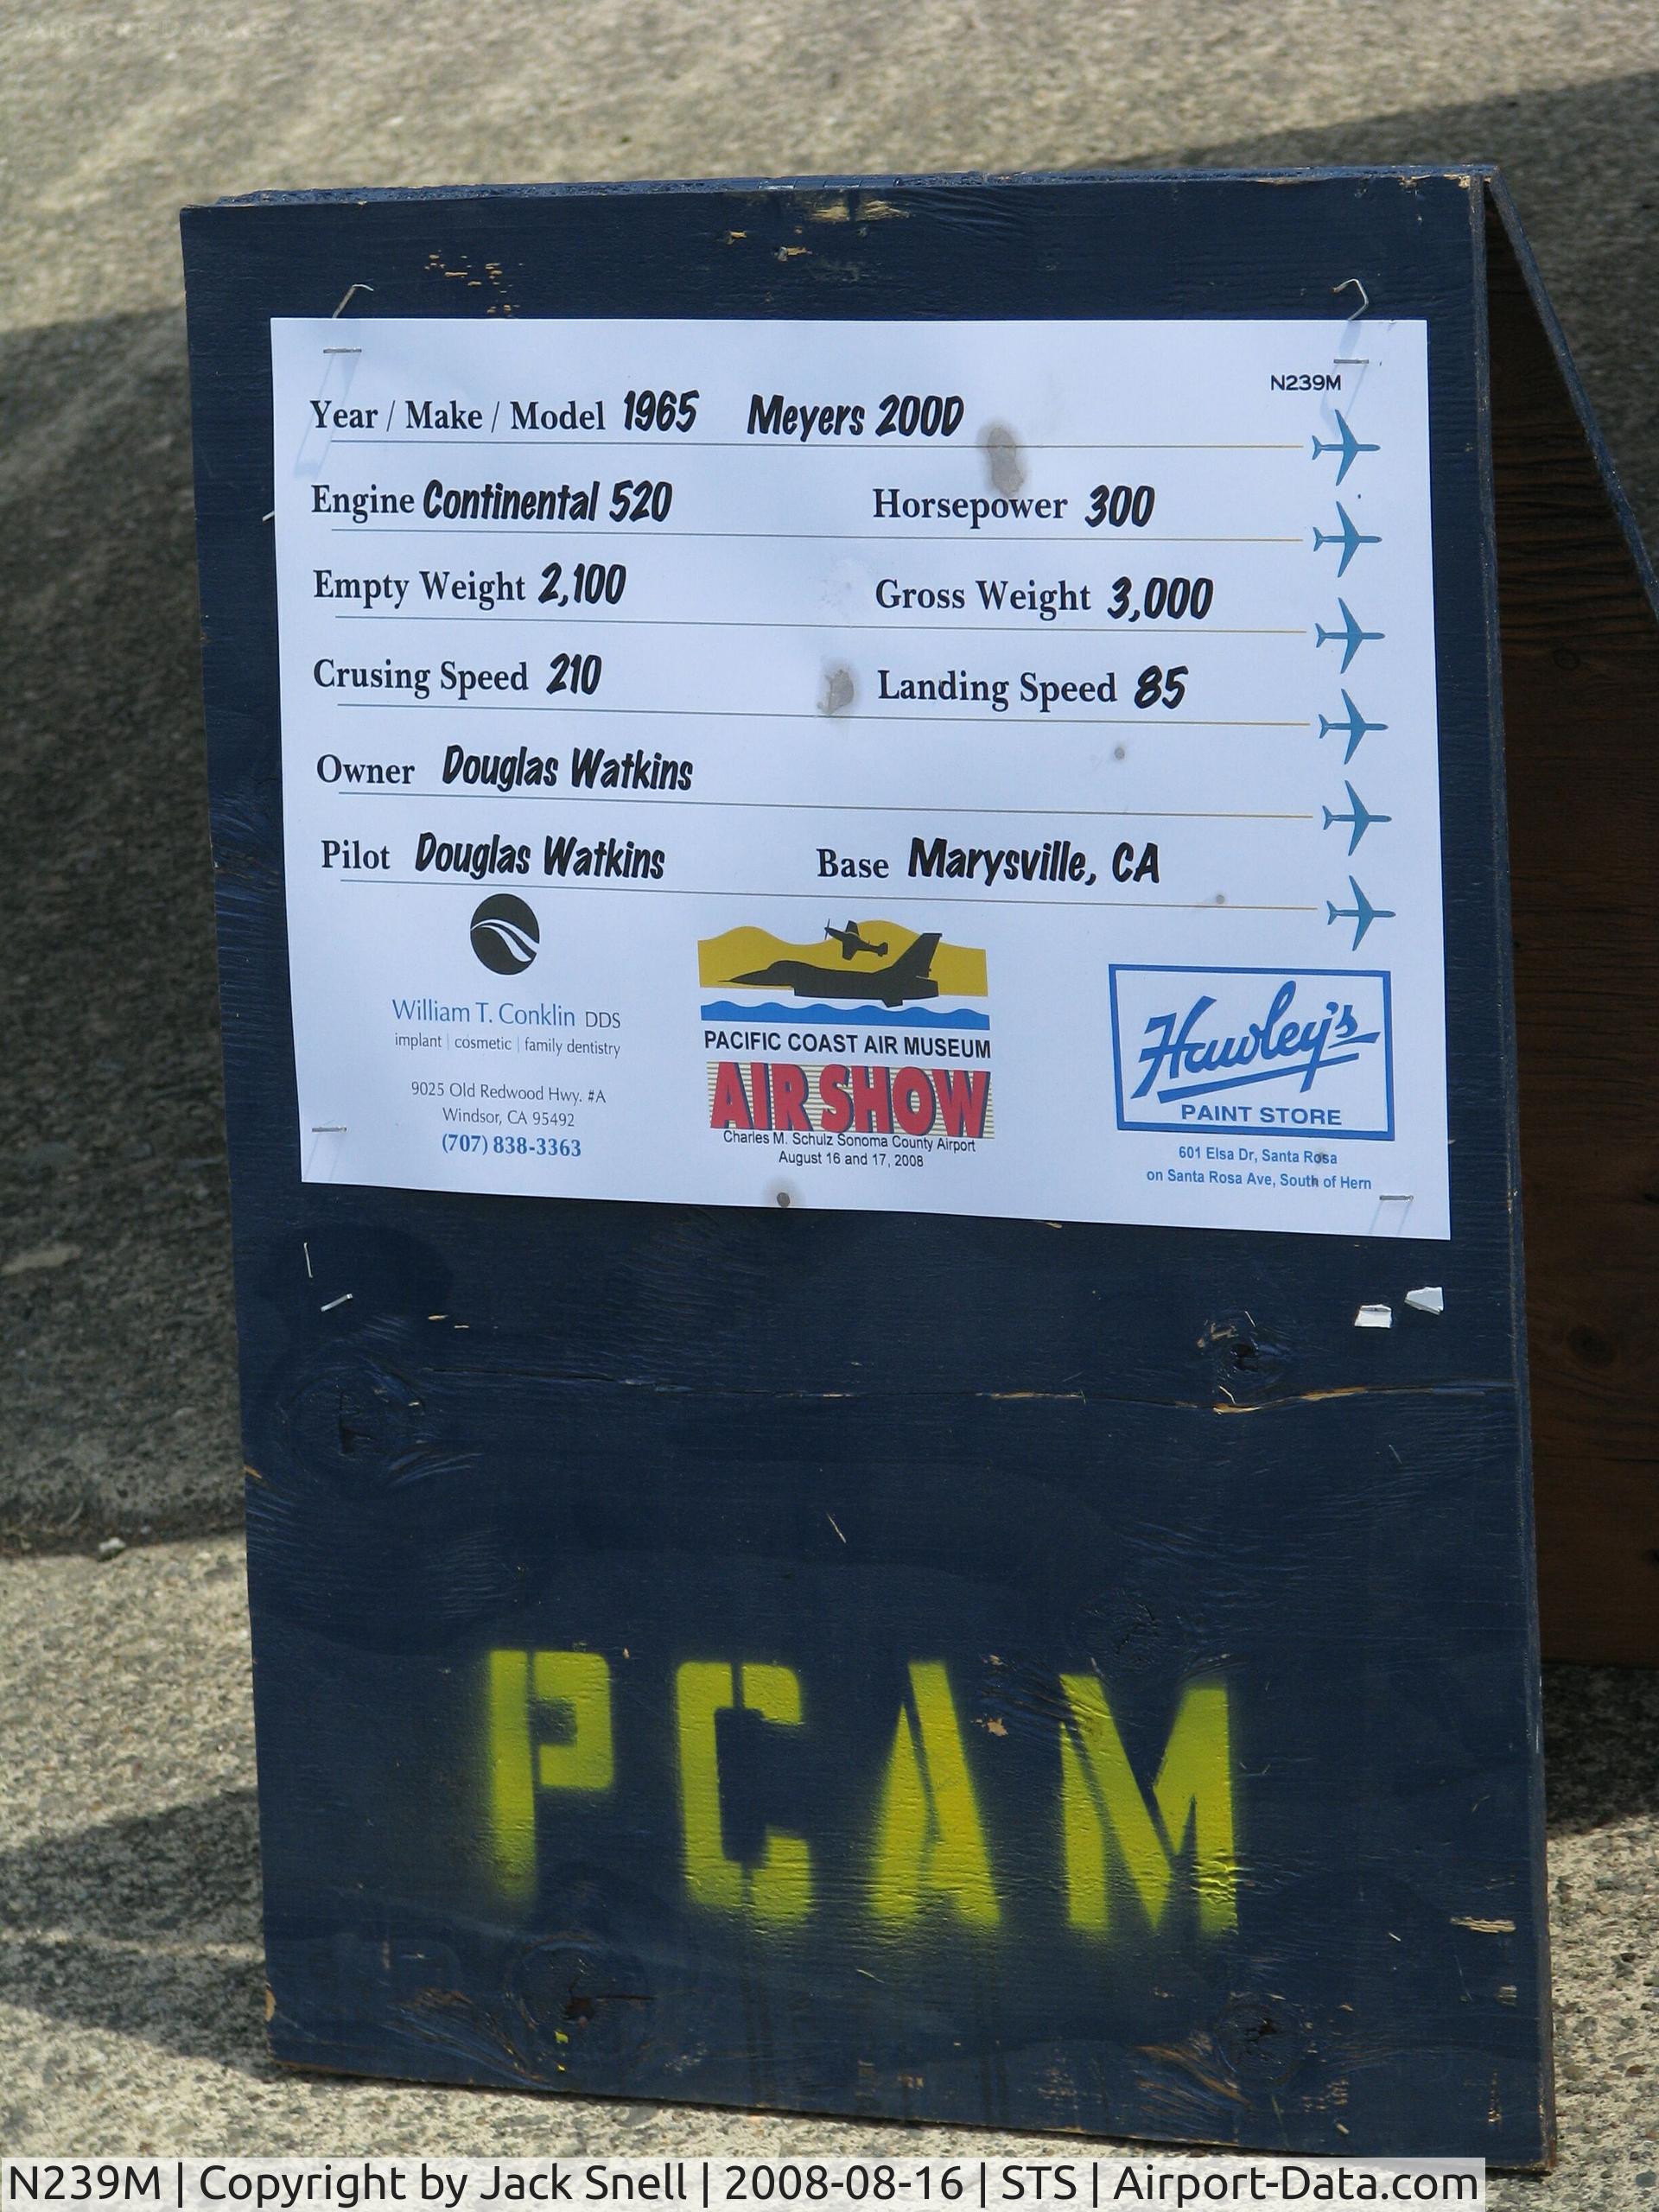 N239M
Year / Make / Model 1965 Meyers 200D
Engine Continental 520 Horsepower 300
Empty Weight 2,100 Gross Weight 3,000
Crusing Speed 210 Landing Speed 85
Owner Douglas Watkins
Pilot Douglas Watkins Base Marysville, CA
William T. Conklin DDS
implant | cosmetic | family dentistry
9025 Old Redwood Hwy. #A
Windsor, CA 95492
(707) 838-3363
PACIFIC COAST AIR MUSEUM
AIR SHOW
Charles M. Schulz Sonoma County Airport
August 16 and 17, 2008
Hawley's
PAINT STORE
601 Elsa Dr, Santa Rosa
on Santa Rosa Ave, South of Hern
PCAM
N239M | Copyright by Jack Snell | 2008-08-16 | STS | Airport-Data.com